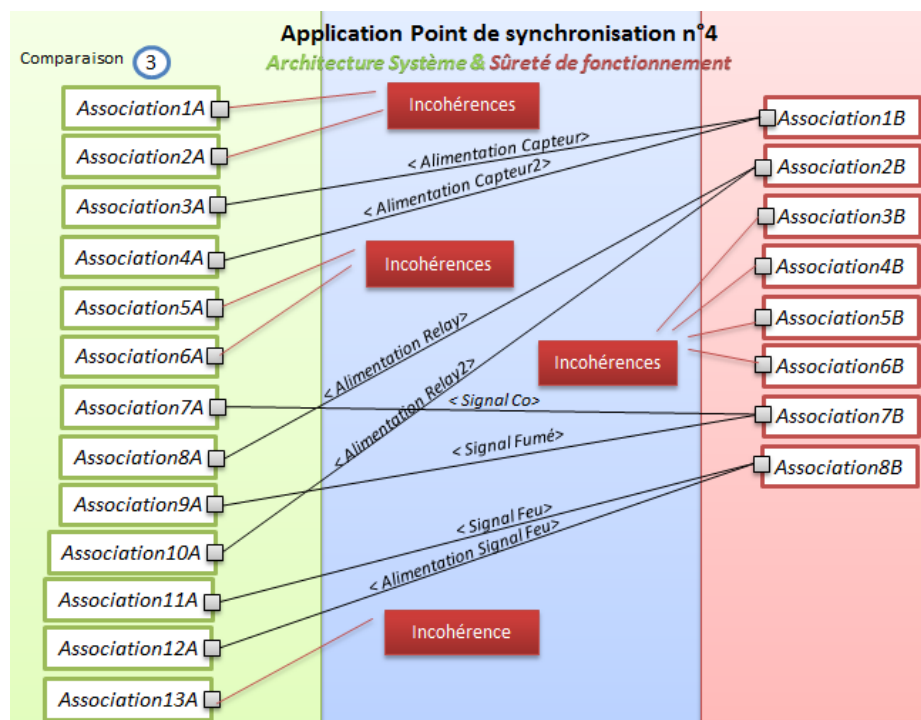 Application Point de synchronisation n°4
Comparaison 3
Architecture Système & Sûreté de fonctionnement
Association1A
Incohérences
Association1B
Association2A
< Alimentation Capteur>
Association2B
Association3A
< Alimentation Capteur2>
Association3B
Association4A
Incohérences
Association4B
Association5A
< Alimentation Relay>
Association5B
Association6A
Incohérences
Association6B
Association7A
< Alimentation Relay2>
< Signal Co>
Association7B
Association8A
< Signal Fumé>
Association8B
Association9A
Association10A
< Signal Feu>
< Alimentation Signal Feu>
Association11A
Association12A
Incohérence
Association13A